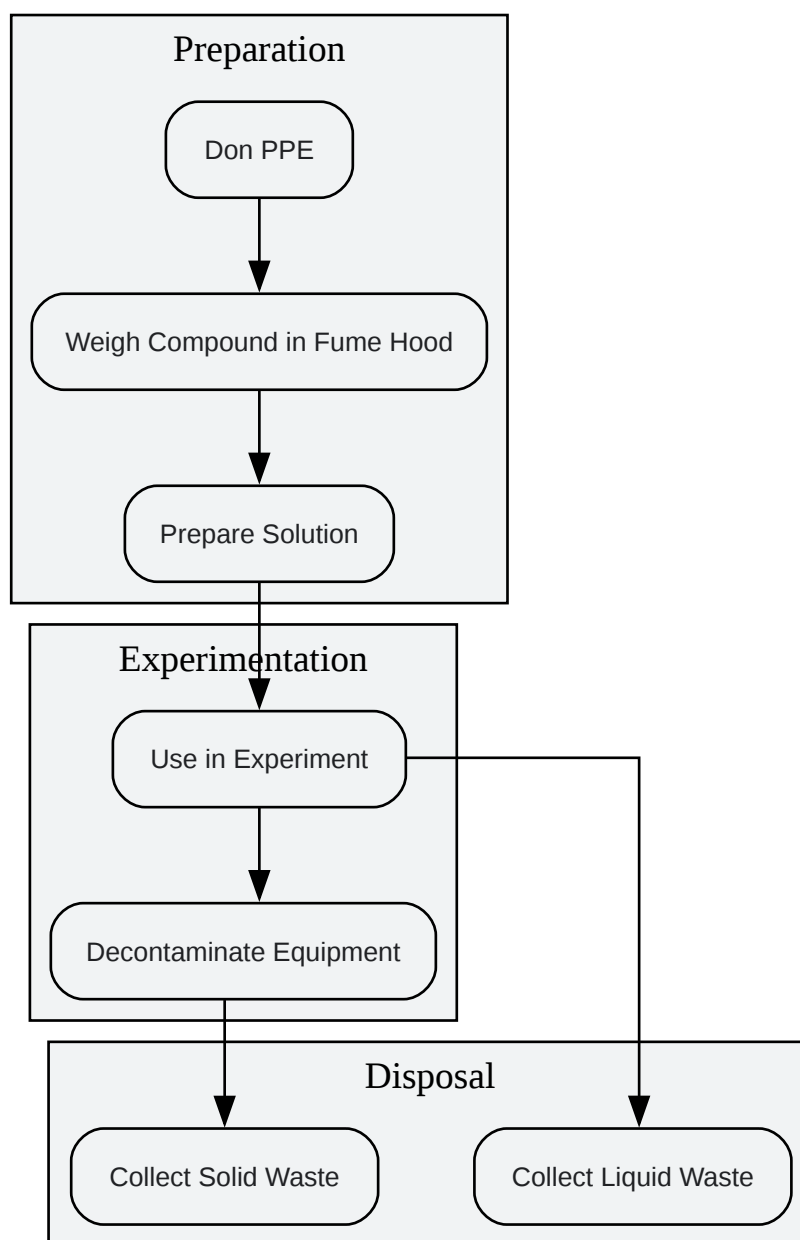 Preparation
Don PPE
Weigh Compound in Fume Hood
Prepare Solution
Experimentation
Use in Experiment
Decontaminate Equipment
Disposal
Collect Solid Waste
Collect Liquid Waste